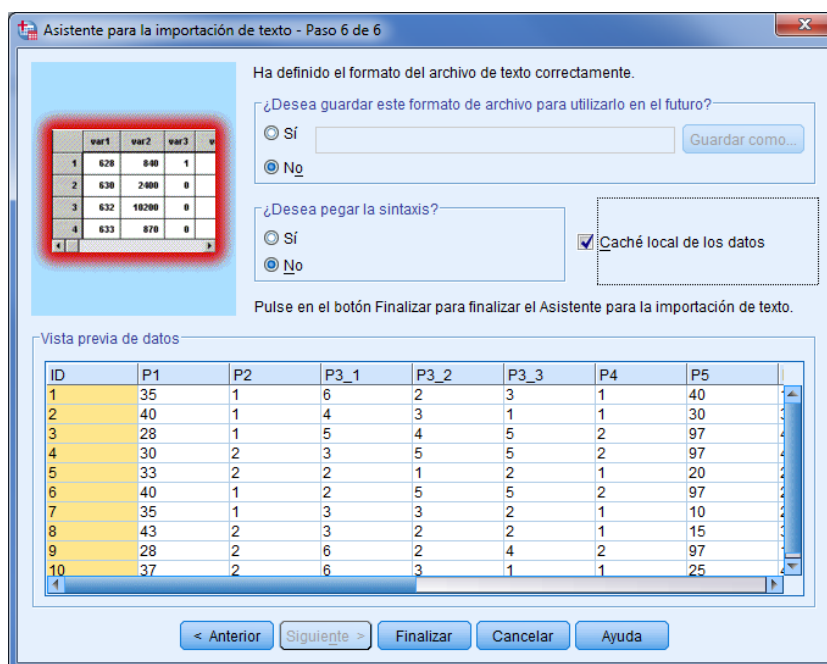 Asistente para la importación de texto - Paso 6 de 6
Ha definido el formato del archivo de texto correctamente.
¿Desea guardar este formato de archivo para utilizarlo en el futuro?
Sí
Guardar como...
No
¿Desea pegar la sintaxis?
Sí
Caché local de los datos
No
Pulse en el botón Finalizar para finalizar el Asistente para la importación de texto.
var1 var2 var3
1 628 840 1
2 630 2400 0
3 632 10200 0
4 633 870 0
Vista previa de datos
ID P1 P2 P3_1 P3_2 P3_3 P4 P5
1 35 1 6 2 3 1 40
2 40 1 4 3 1 1 30
3 28 1 5 4 5 2 97
4 30 2 3 5 5 2 97
5 33 2 2 1 2 1 20
6 40 1 2 5 5 2 97
7 35 1 3 3 2 1 10
8 43 2 3 2 2 1 15
9 28 2 6 2 4 2 97
10 37 2 6 3 1 1 25
< Anterior Siguiente > Finalizar Cancelar Ayuda